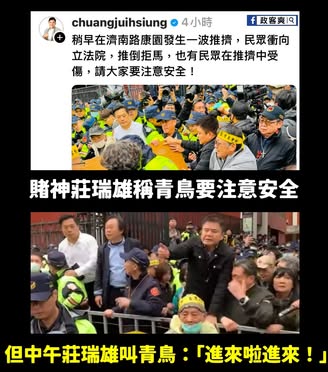 chuangjuihsiung 4小時
政客爽
稍早在濟南路康園發生一波推擠，民眾衝向
立法院，推倒拒馬，也有民眾在推擠中受
傷，請大家要注意安全！
賭神莊瑞雄稱青鳥要注意安全
但中午莊瑞雄叫青鳥：「進來啦進來！」